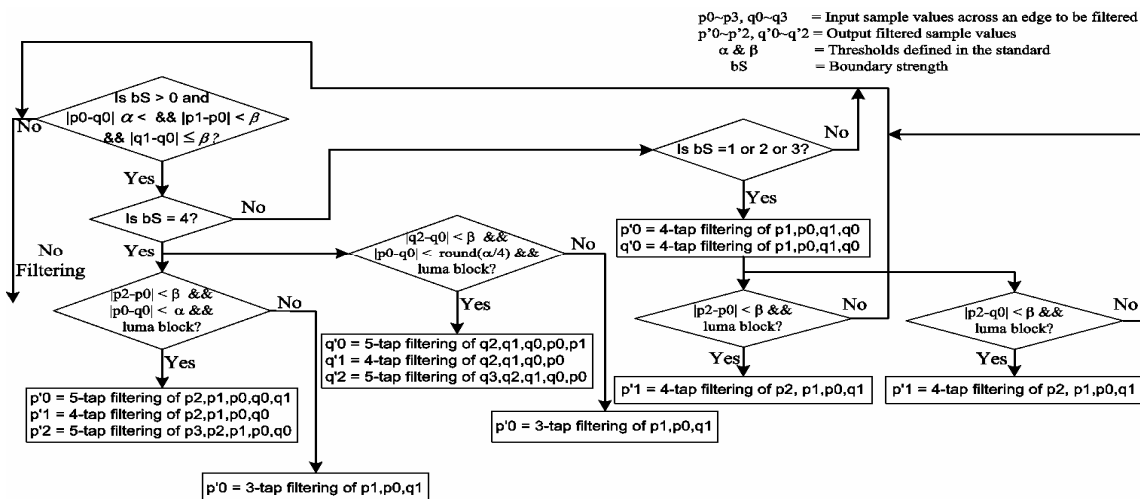 p0~p3, q0~q3 = Input sample values across an edge to be filtered
p'0~p'2, q'0~q'2 = Output filtered sample values
α & β = Thresholds defined in the standard
bS = Boundary strength
Is bS > 0 and
|p0-q0| α < && |p1-p0| < β
&& |q1-q0| ≤ β?
No
Yes
Is bS = 4?
No
Yes
No
Filtering
Is bS =1 or 2 or 3?
No
Yes
p'0 = 4-tap filtering of p1,p0,q1,q0
q'0 = 4-tap filtering of p1,p0,q1,q0
|q2-q0| < β &&
|p0-q0| < round(α/4) &&
luma block?
No
Yes
|p2-p0| < β &&
|p0-q0| < α &&
luma block?
No
Yes
|p2-p0| < β &&
luma block?
No
Yes
|p2-q0| < β &&
luma block?
No
Yes
q'0 = 5-tap filtering of q2,q1,q0,p0,p1
q'1 = 4-tap filtering of q2,q1,q0,p0
q'2 = 5-tap filtering of q3,q2,q1,q0,p0
p'0 = 5-tap filtering of p2,p1,p0,q0,q1
p'1 = 4-tap filtering of p2,p1,p0,q0
p'2 = 5-tap filtering of p3,p2,p1,p0,q0
p'1 = 4-tap filtering of p2, p1,p0,q1
p'1 = 4-tap filtering of p2, p1,p0,q1
p'0 = 3-tap filtering of p1,p0,q1
p'0 = 3-tap filtering of p1,p0,q1